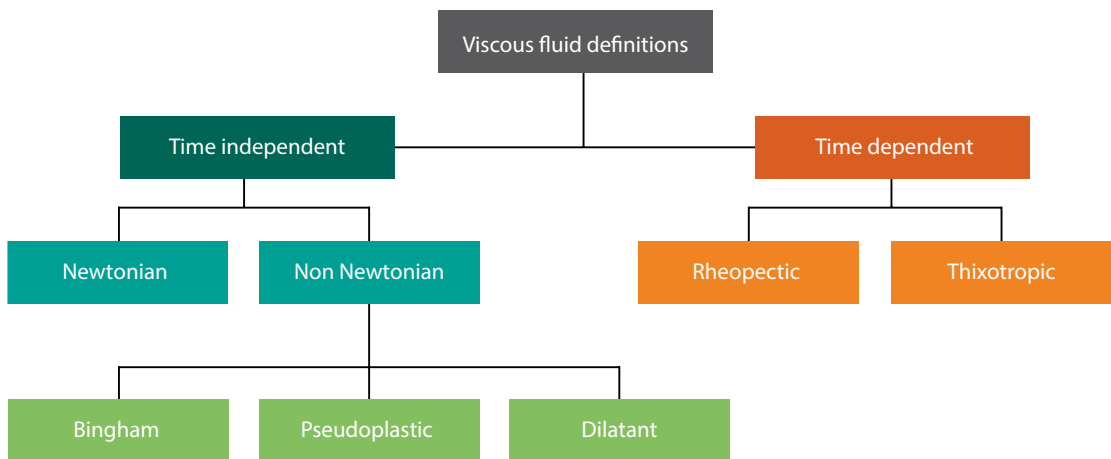 Viscous fluid definitions
Time independent
Time dependent
Newtonian
Non Newtonian
Rheopectic
Thixotropic
Bingham
Pseudoplastic
Dilatant